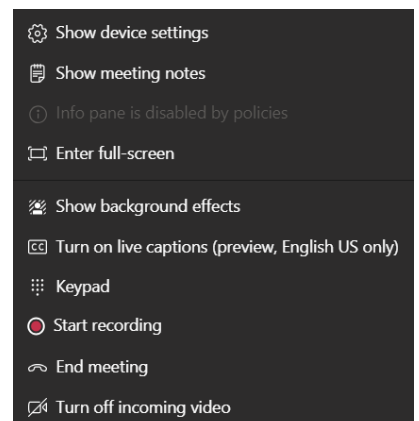 Show device settings
Show meeting notes
Info pane is disabled by policies
Enter full-screen
Show background effects
CC Turn on live captions (preview, English US only)
Keypad
Start recording
End meeting
Turn off incoming video